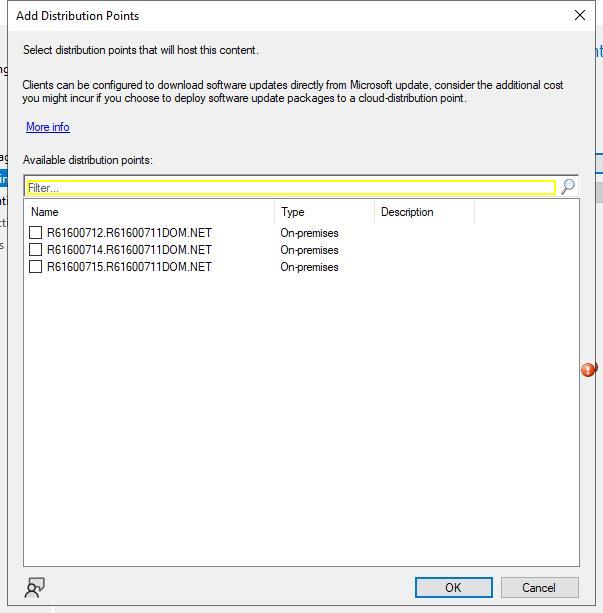 Add Distribution Points
Select distribution points that will host this content.
Clients can be configured to download software updates directly from Microsoft update, consider the additional cost
you might incur if you choose to deploy software update packages to a cloud-distribution point.
More info
Available distribution points:
Filter...
Name Type Description
R61600712.R61600711DOM.NET On-premises
R61600714.R61600711DOM.NET On-premises
R61600715.R61600711DOM.NET On-premises
OK Cancel